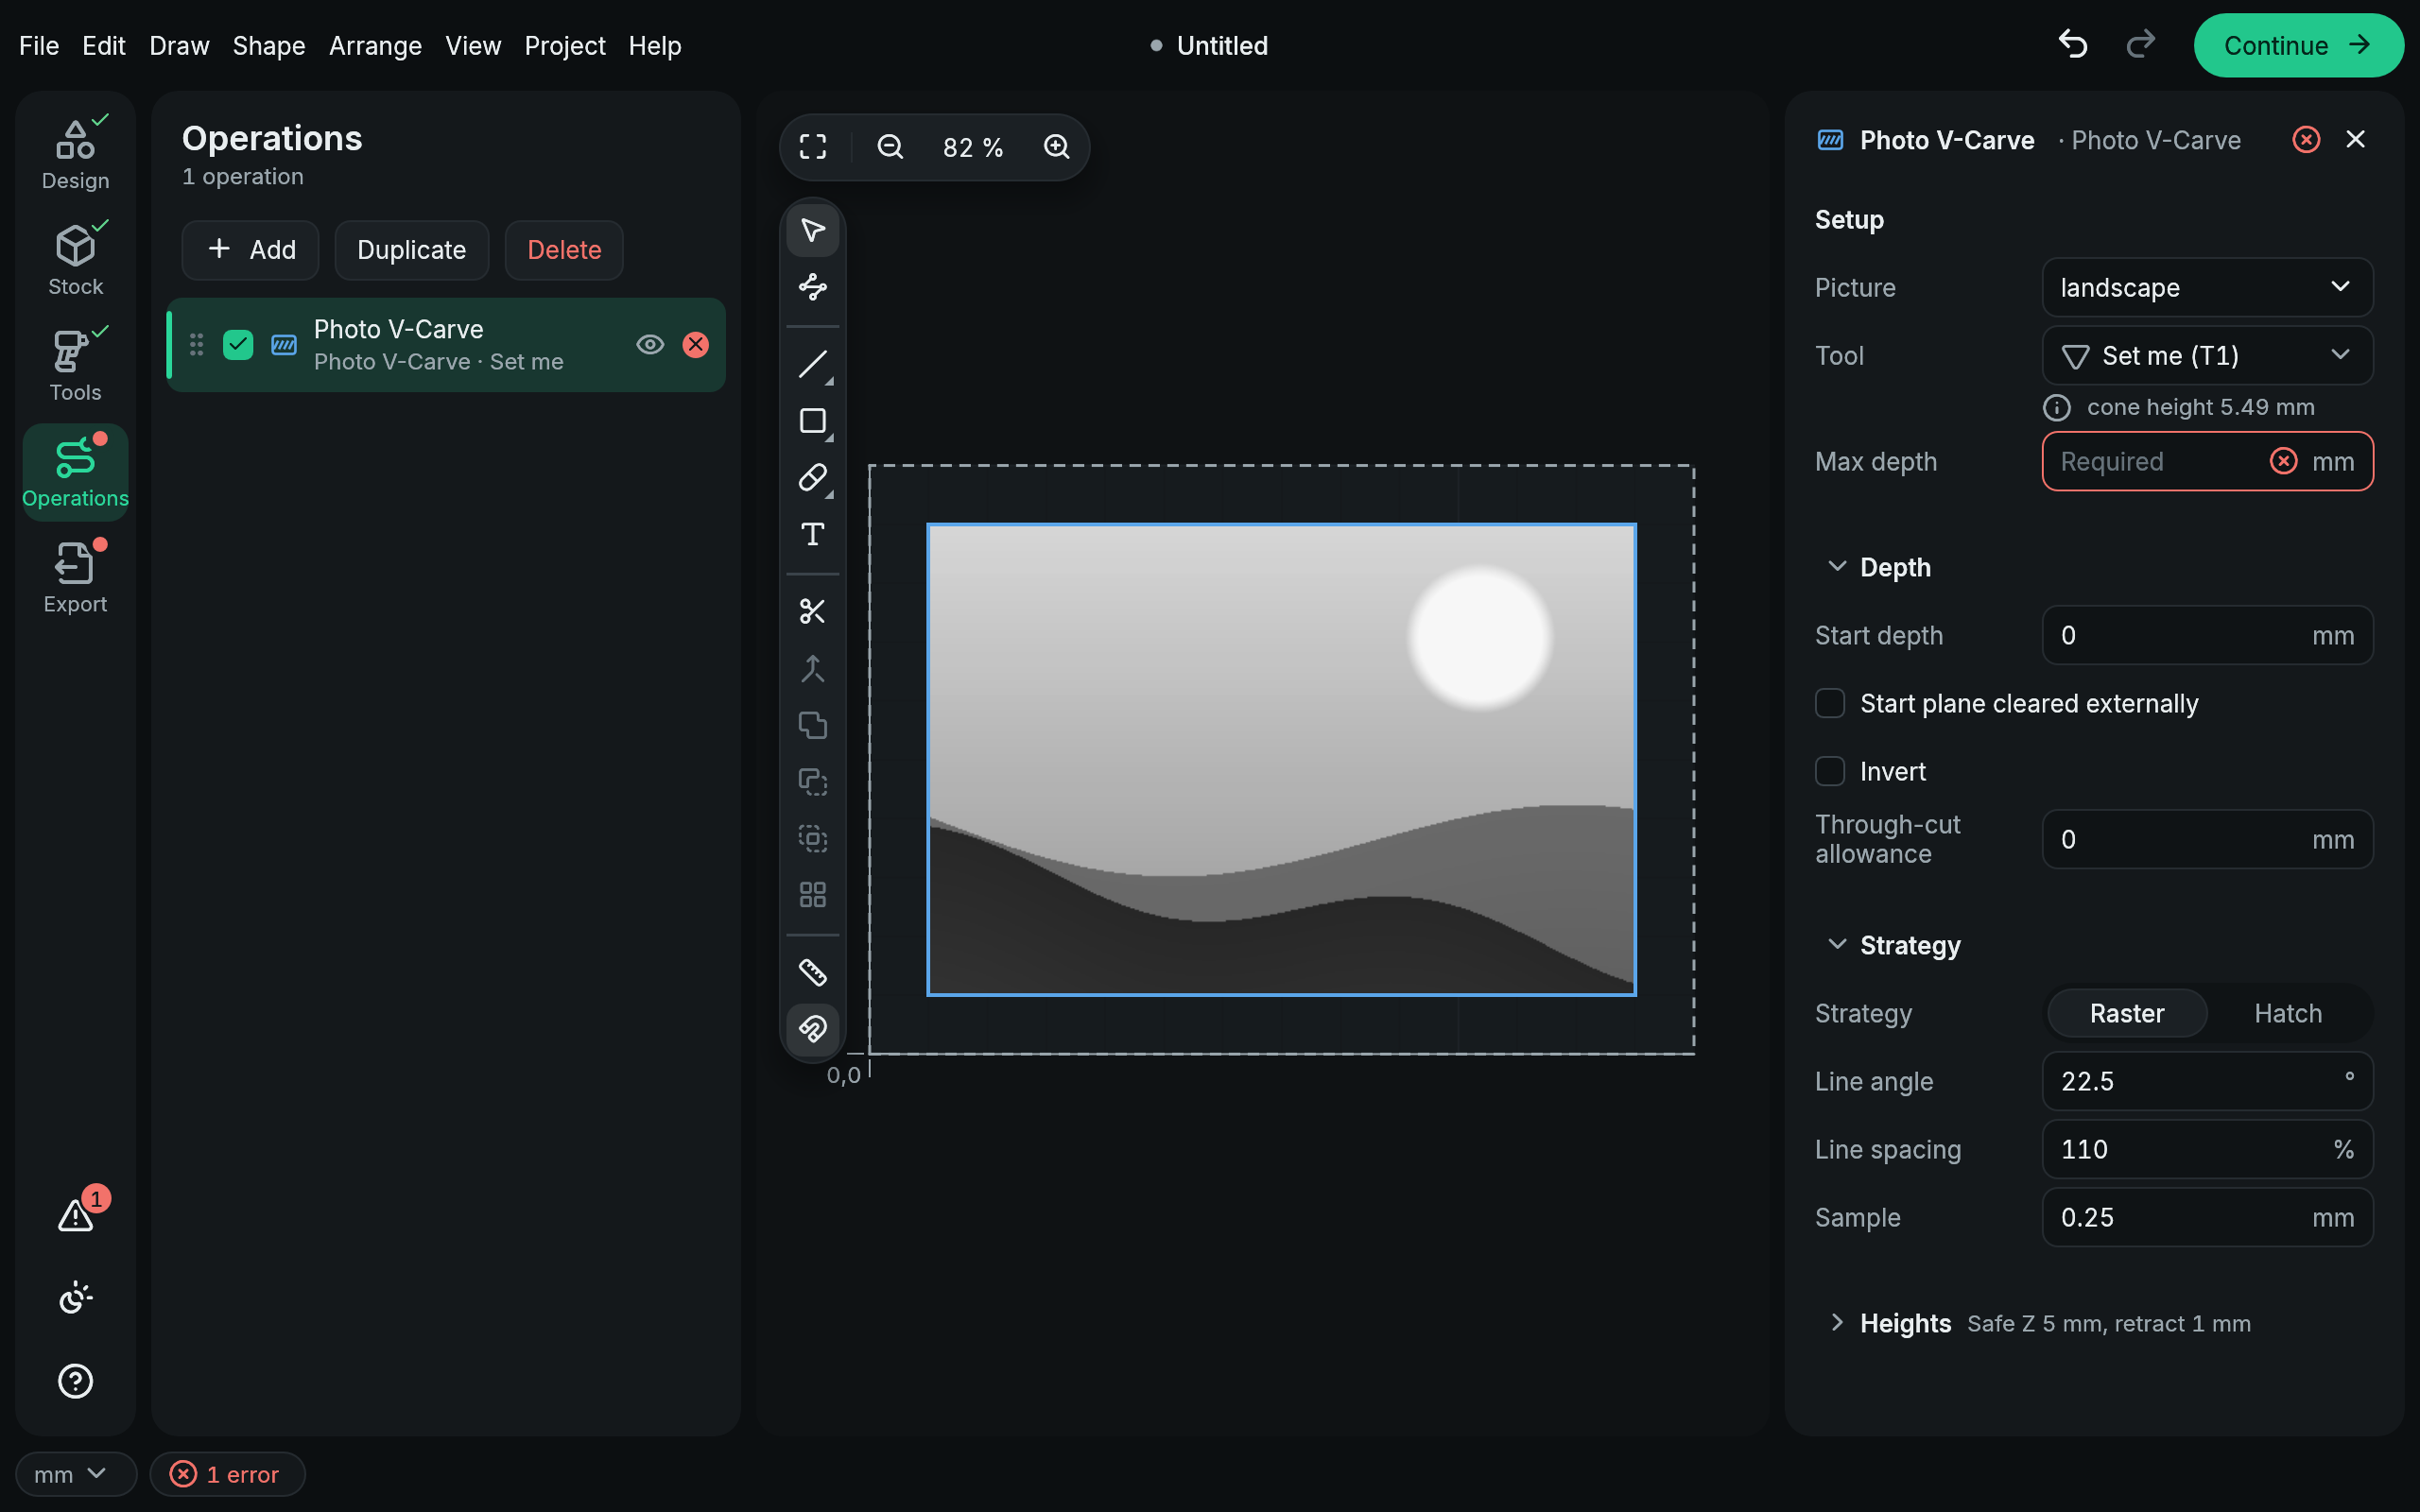 File Edit Draw Shape Arrange View Project Help
Untitled
Continue
Design
Stock
Tools
Operations
Export
1
Operations
1 operation
Add
Duplicate
Delete
Photo V-Carve
Photo V-Carve · Set me
82 %
T
0,0
Photo V-Carve · Photo V-Carve
Setup
Picture landscape
Tool Set me (T1)
cone height 5.49 mm
Max depth Required mm
Depth
Start depth 0 mm
Start plane cleared externally
Invert
Through-cut
allowance 0 mm
Strategy
Strategy Raster Hatch
Line angle 22.5 °
Line spacing 110 %
Sample 0.25 mm
Heights Safe Z 5 mm, retract 1 mm
mm
1 error